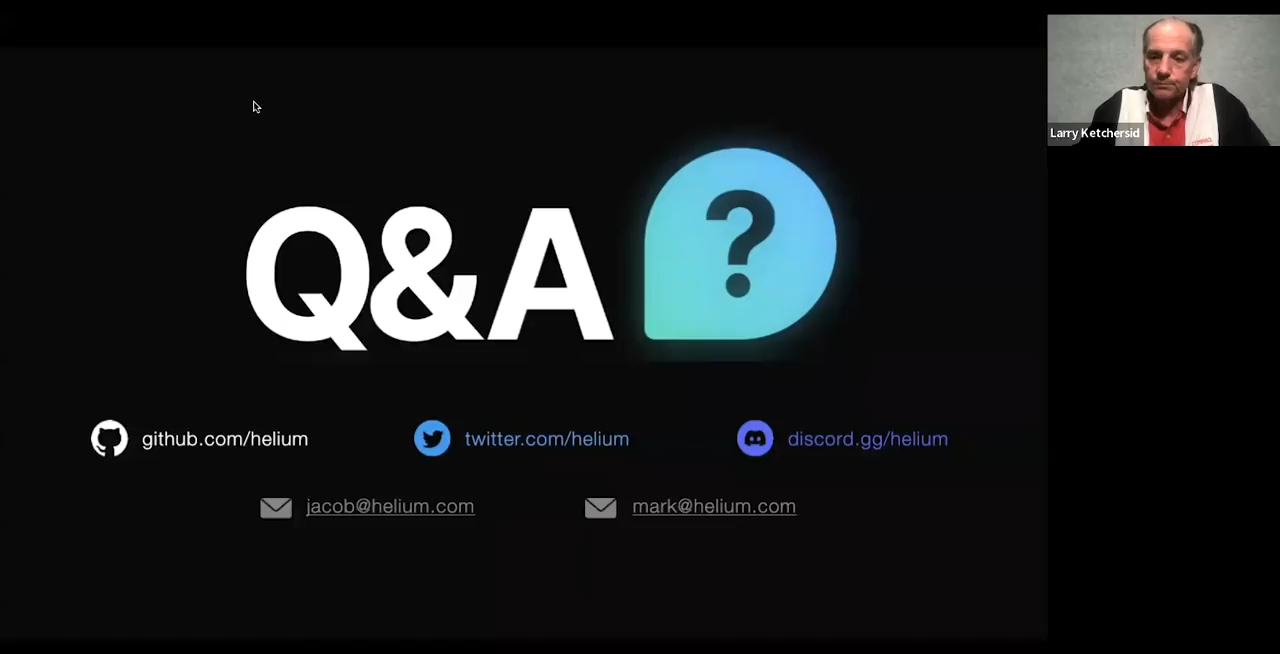 Q&A ?
github.com/helium
twitter.com/helium
discord.gg/helium
jacob@helium.com
mark@helium.com
Larry Ketchersid